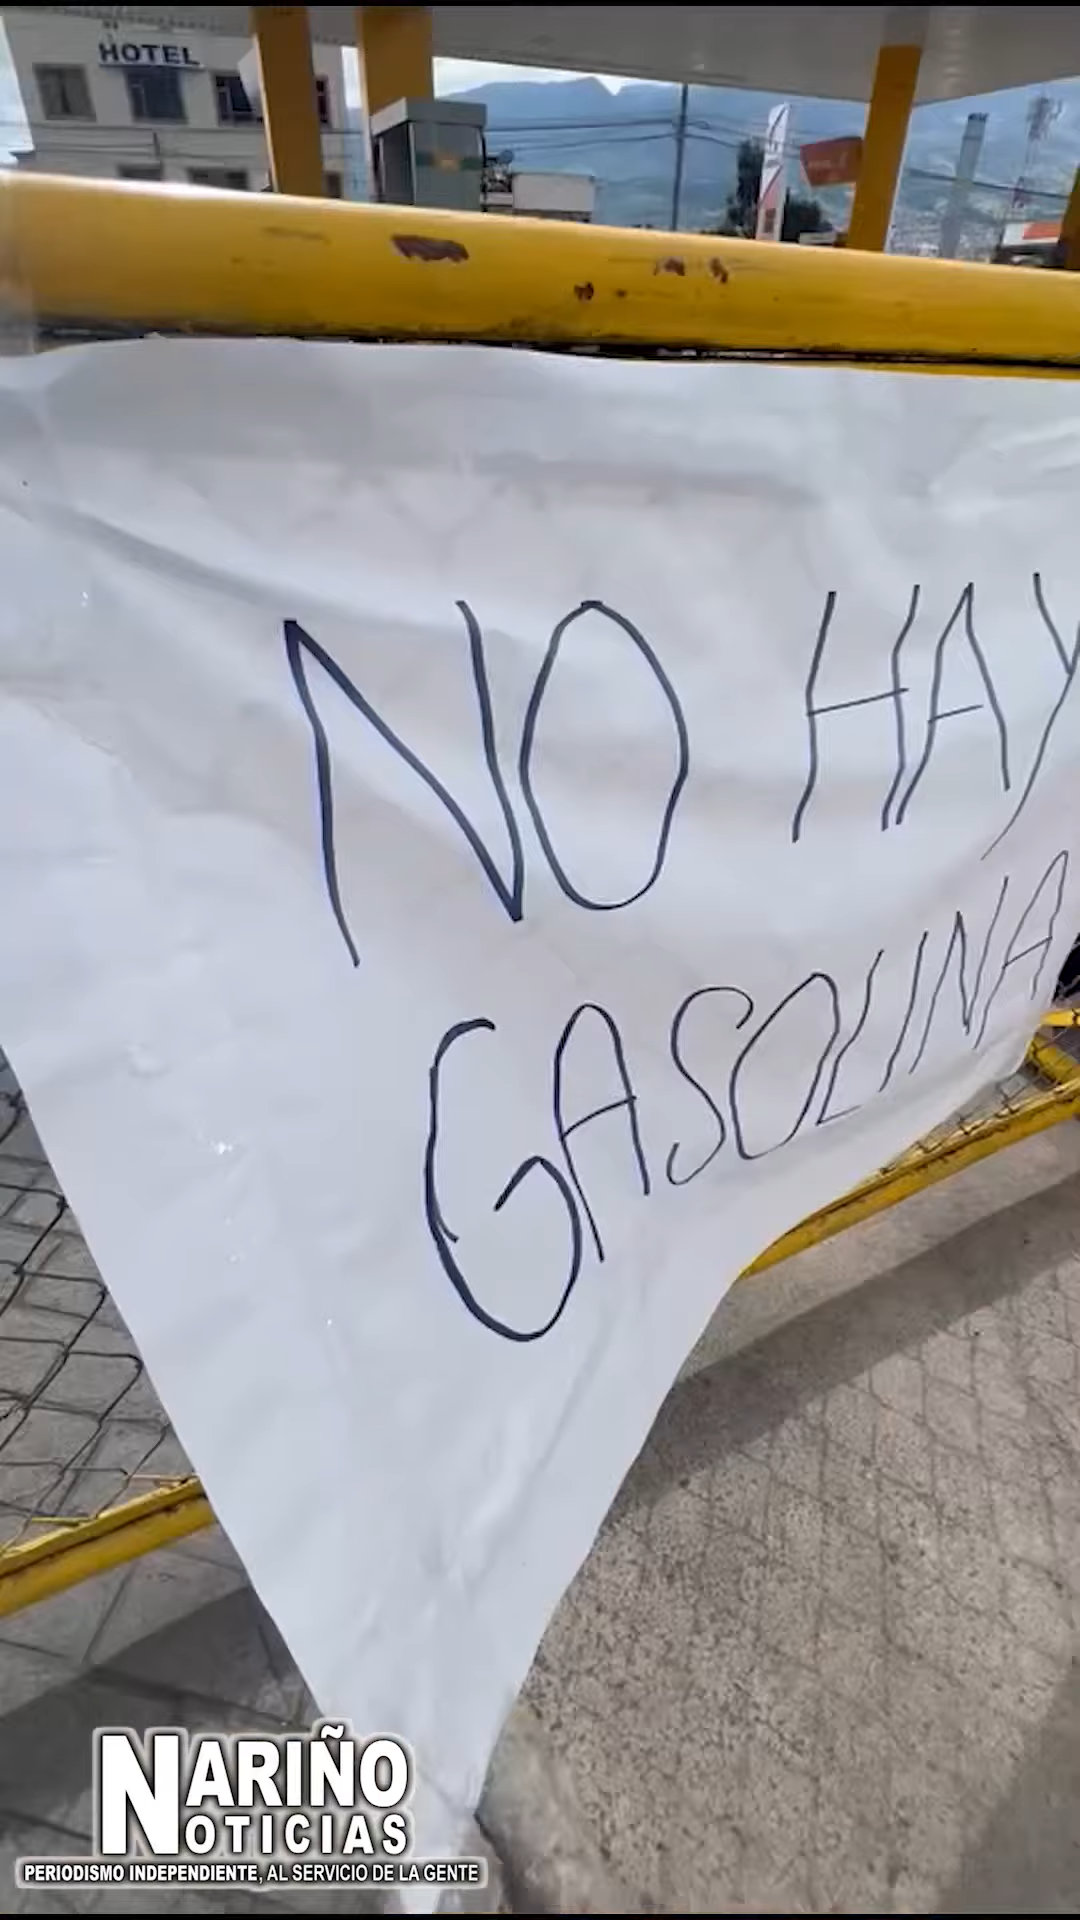 HOTEL
NO HAY
GASOLINA
NARIÑO
NOTICIAS
PERIODISMO INDEPENDIENTE, AL SERVICIO DE LA GENTE